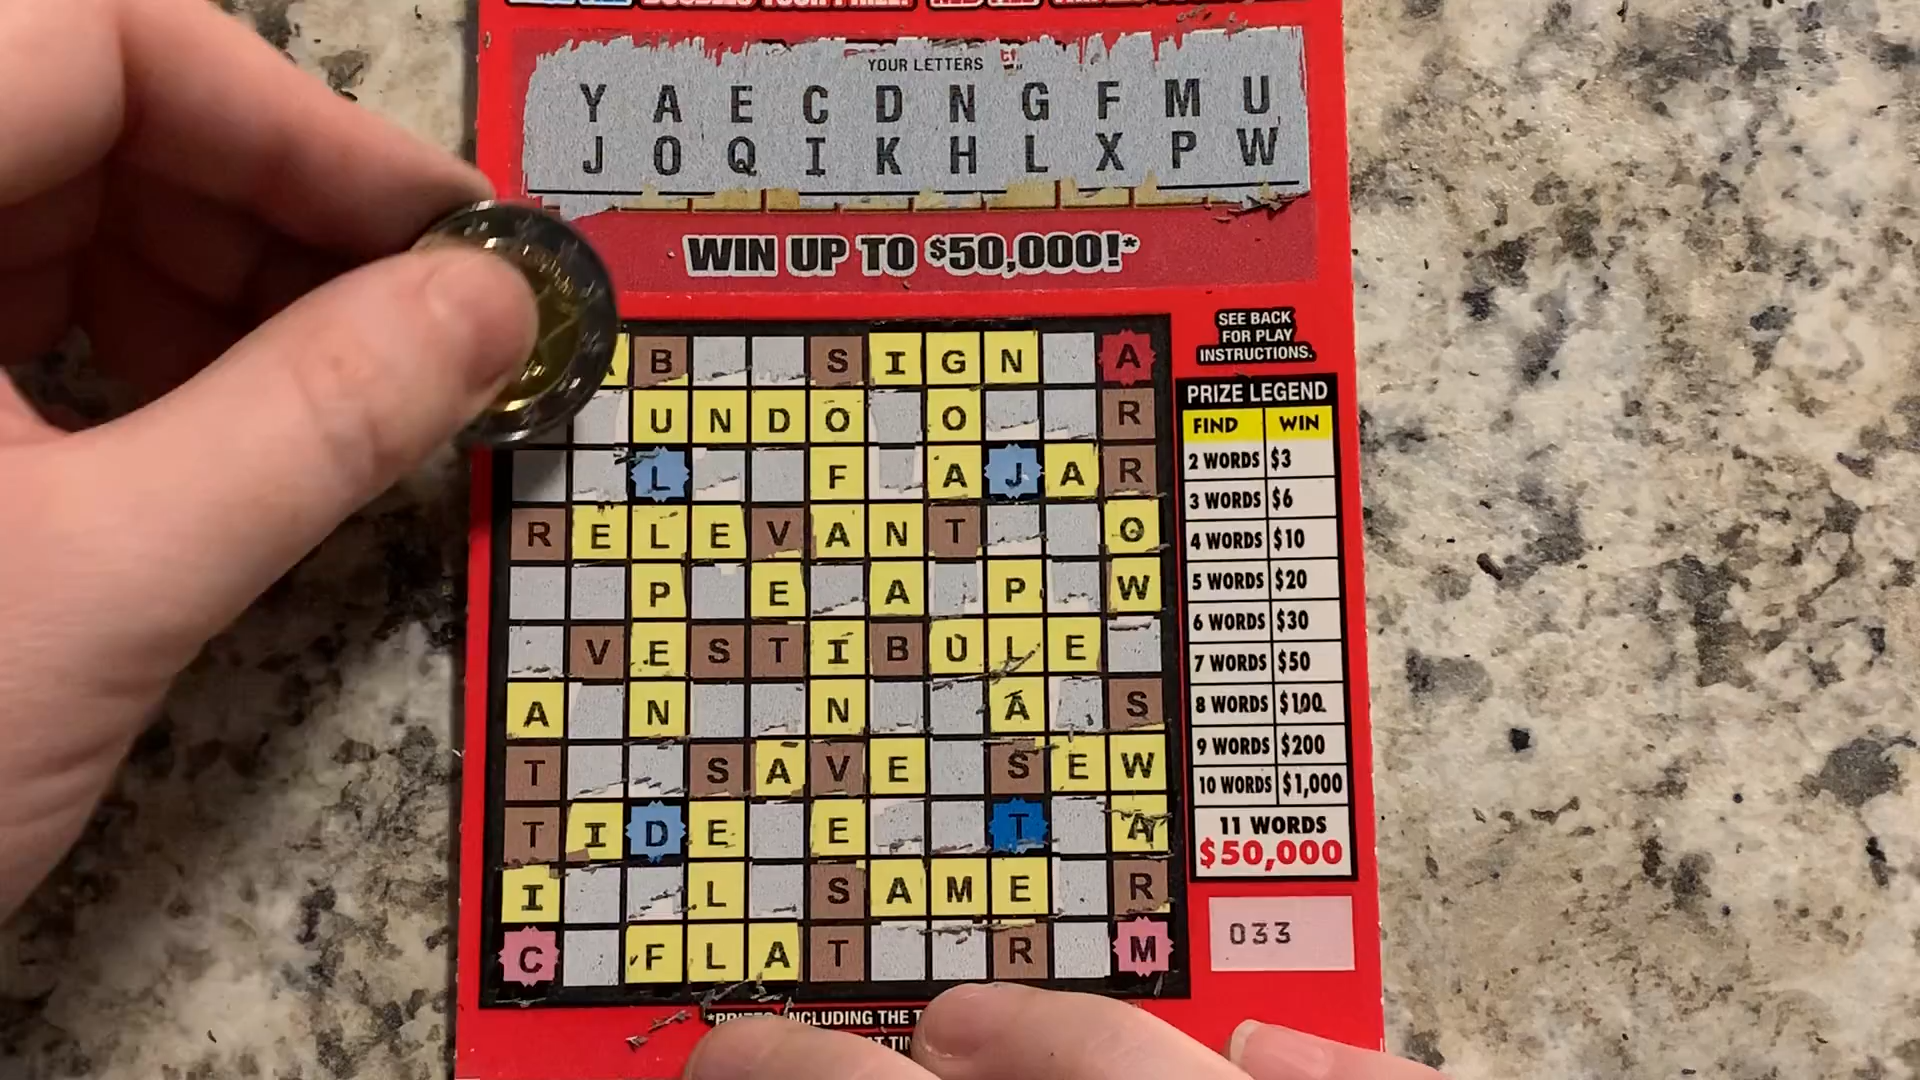 YOUR LETTERS
Y A E C D N G F M U
J O Q I K H L X P W
WIN UP TO $50,000!*
SEE BACK
FOR PLAY
INSTRUCTIONS.
B S I G N A
U N D O O R
L F A J A R
R E L E V A N T O
P E A P W
V E S T I B U L E
A N N A S
T S A V E S E W
T I D E E T A
I L S A M E R
C F L A T R M
PRIZE LEGEND
FIND WIN
2 WORDS $3
3 WORDS $6
4 WORDS $10
5 WORDS $20
6 WORDS $30
7 WORDS $50
8 WORDS $100
9 WORDS $200
10 WORDS $1,000
11 WORDS
$50,000
033